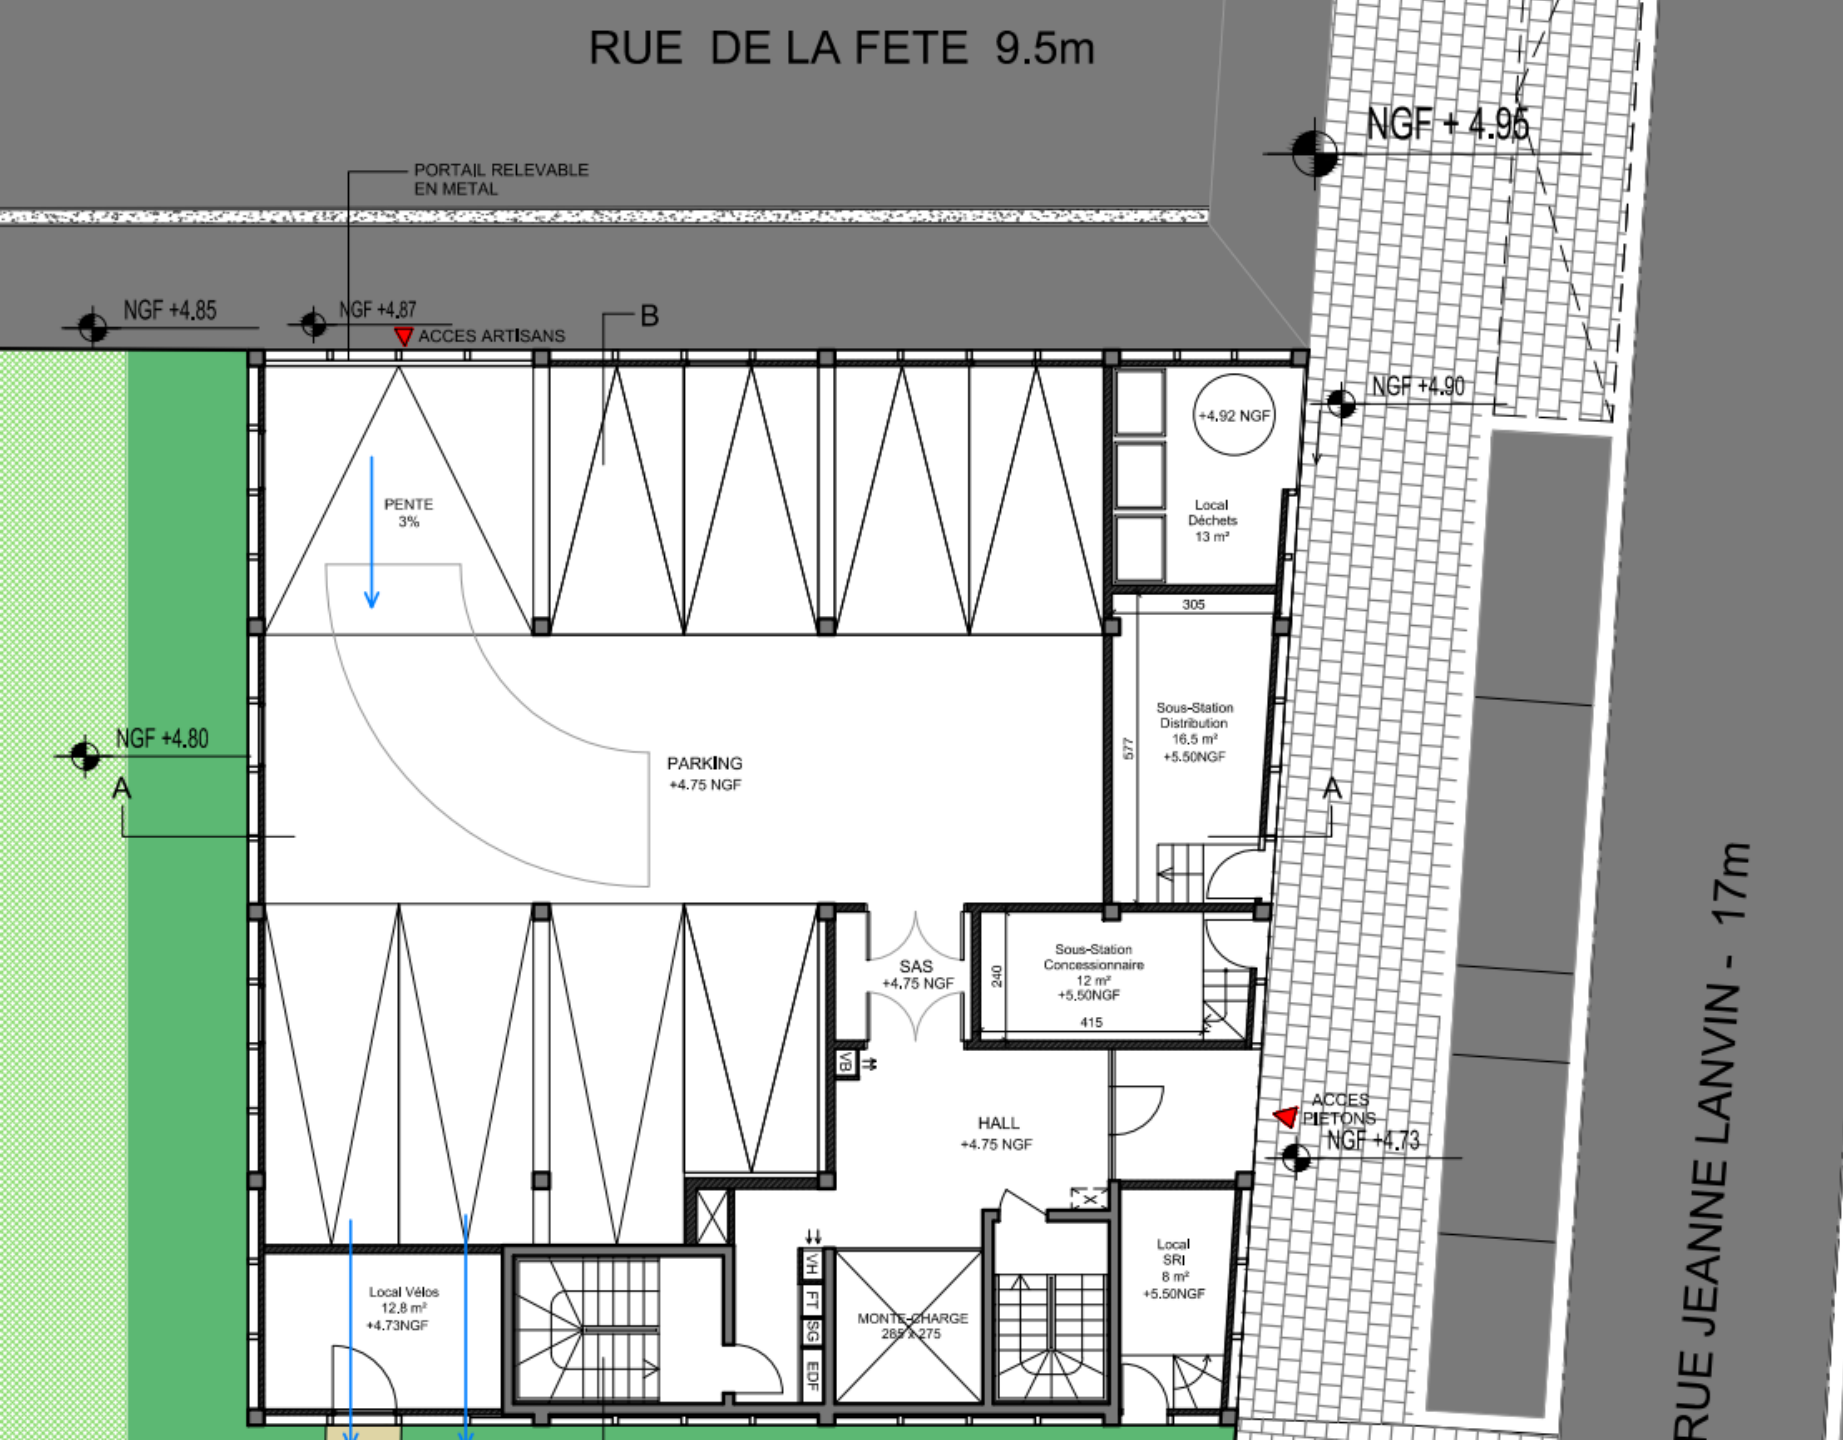 RUE DE LA FETE 9.5m
NGF + 4.95
PORTAIL RELEVABLE
EN METAL
NGF +4.85
NGF +4.87
ACCES ARTISANS
B
NGF +4.90
+4.92 NGF
PENTE
3%
Local
Déchets
13 m²
305
Sous-Station
Distribution
16.5 m²
+5.50NGF
577
NGF +4.80
A
PARKING
+4.75 NGF
A
SAS
+4.75 NGF
Sous-Station
Concessionnaire
12 m²
+5.50NGF
240
415
VB
HALL
+4.75 NGF
ACCES
PIETONS
NGF +4.73
X
RUE JEANNE LANVIN - 17m
Local
SRI
8 m²
+5.50NGF
Local Vélos
12.8 m²
+4.73NGF
VH
FT
SG
EDF
MONTE-CHARGE
285 x 275